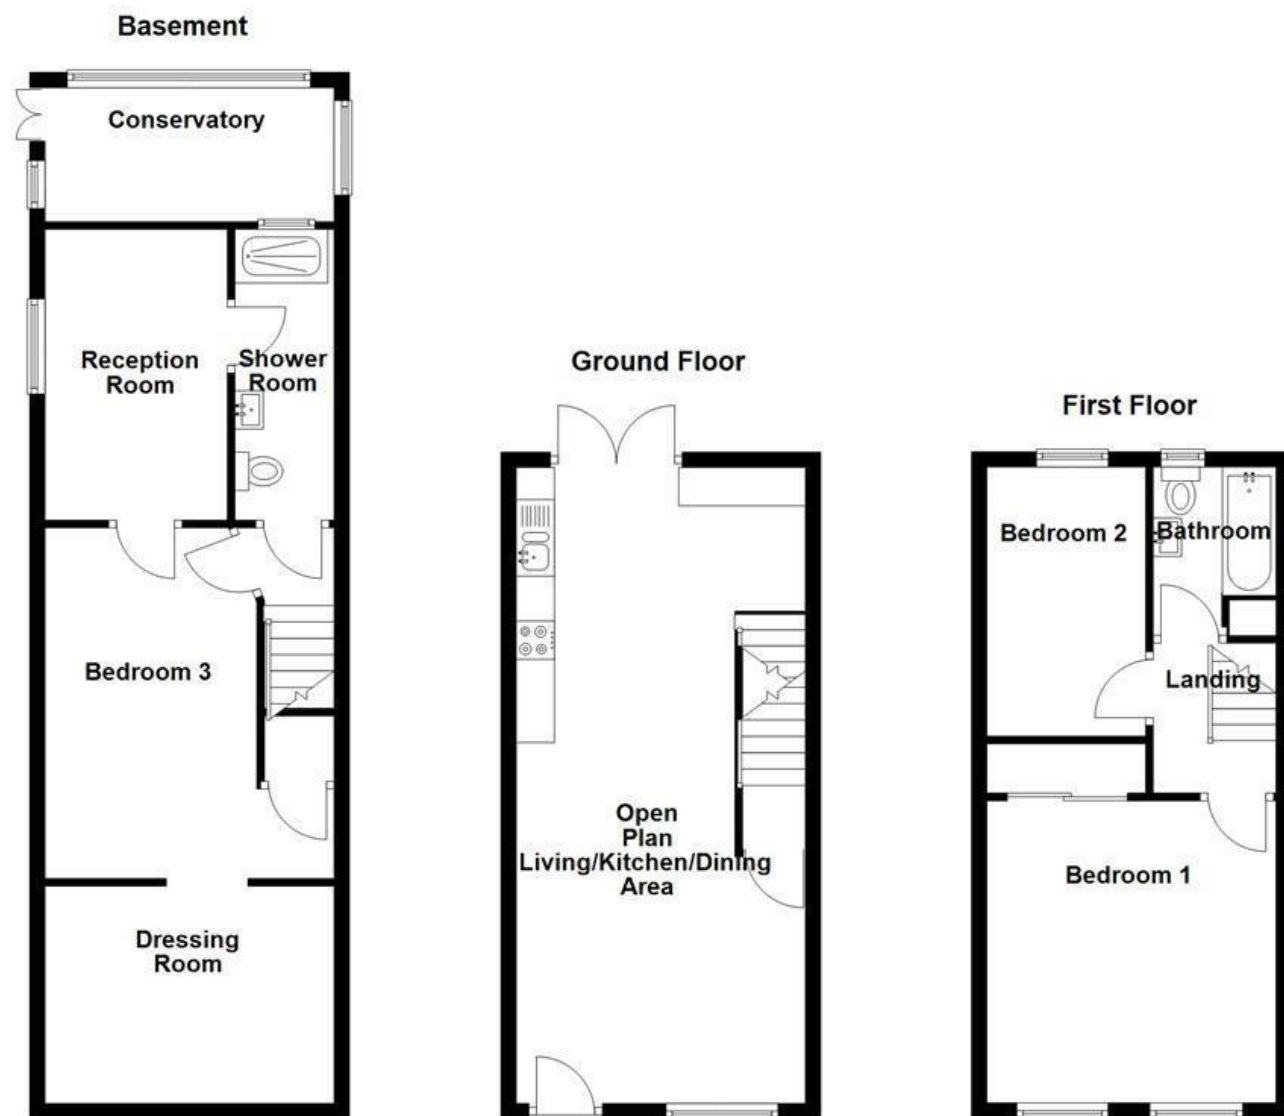 Basement
Conservatory
Reception
Room
Shower
Room
Bedroom 3
Dressing
Room
Ground Floor
Open
Plan
Living/Kitchen/Dining
Area
First Floor
Bedroom 2
Bathroom
Landing
Bedroom 1